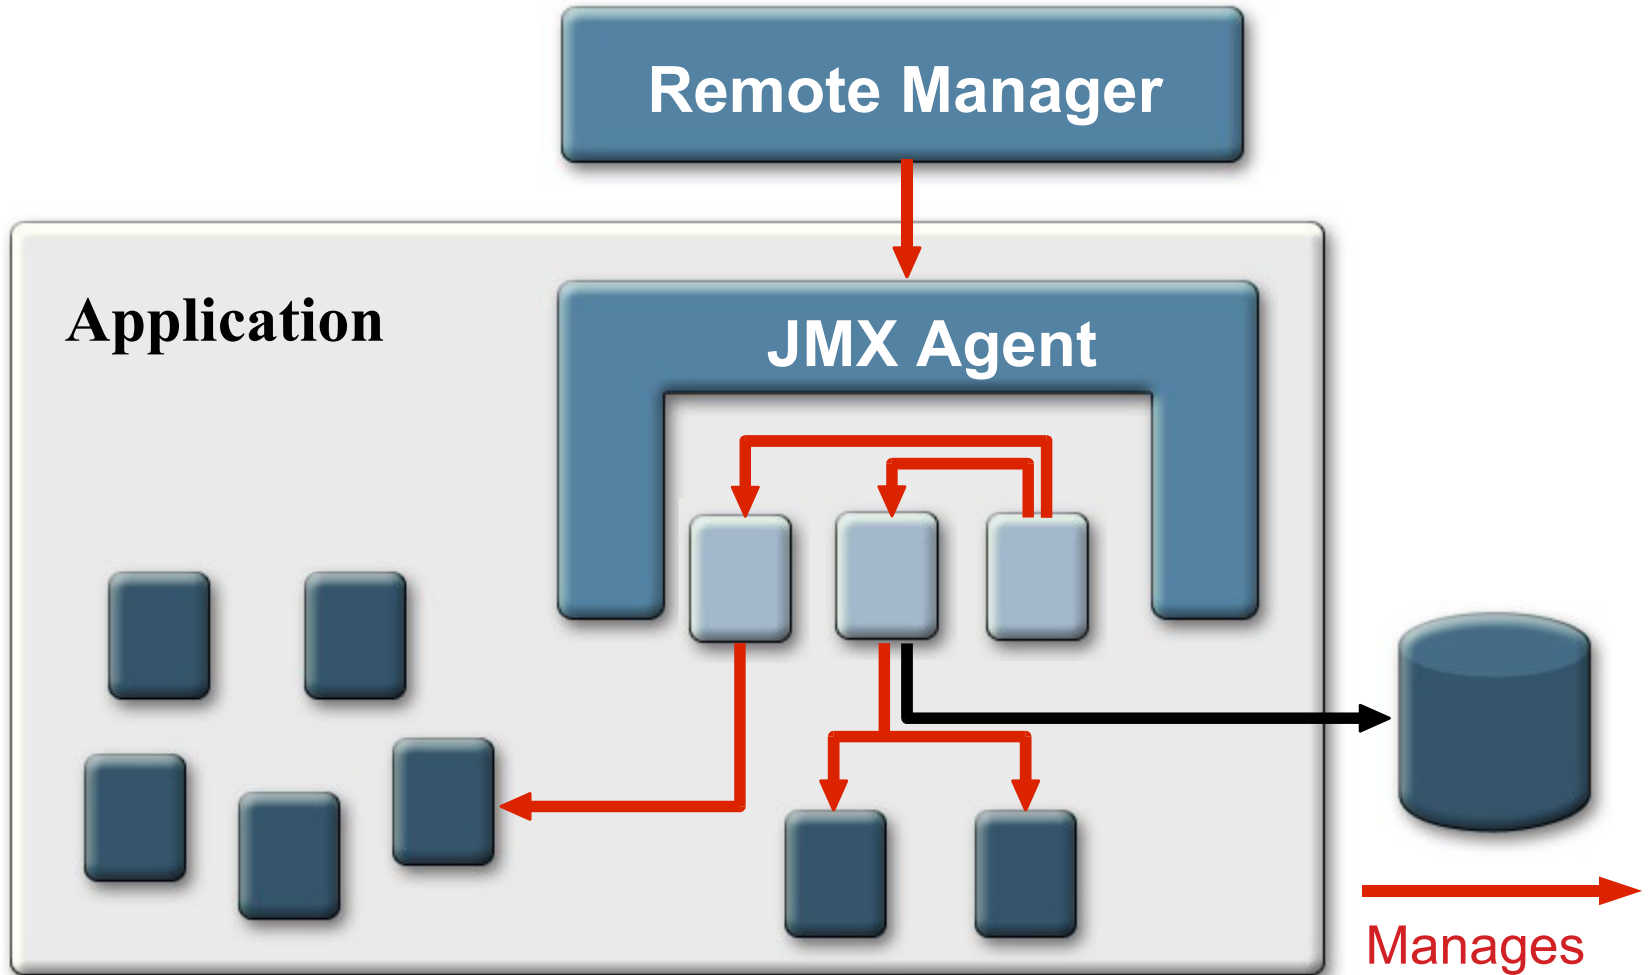 Remote Manager
Application
JMX Agent
Manages